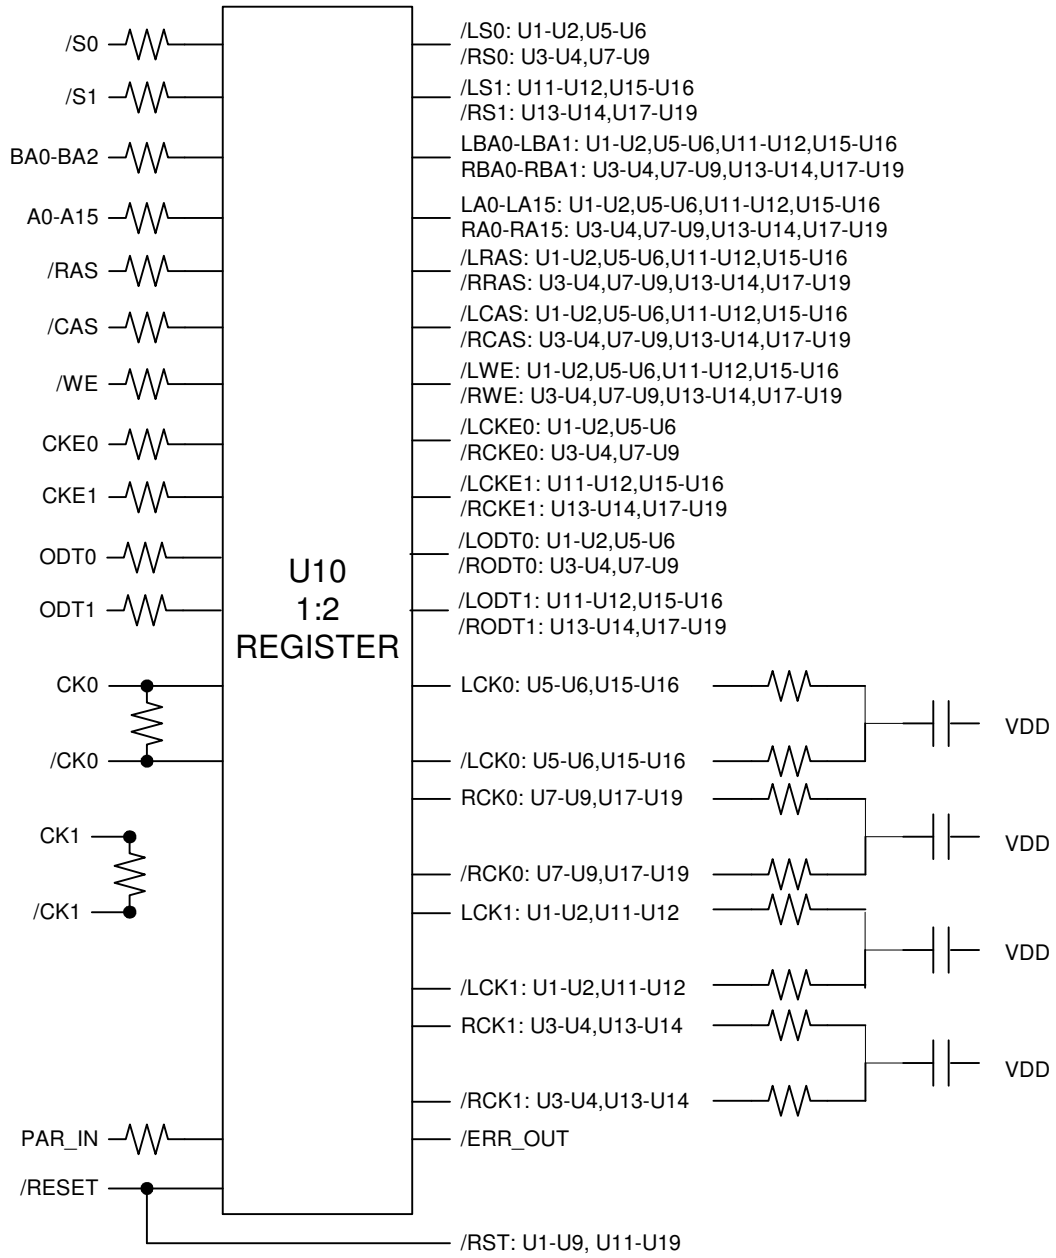 /S0
/S1
BA0-BA2
A0-A15
/RAS
/CAS
/WE
CKE0
CKE1
ODT0
ODT1
CK0
/CK0
CK1
/CK1
PAR_IN
/RESET
U10
1:2
REGISTER
/LS0: U1-U2,U5-U6
/RS0: U3-U4,U7-U9
/LS1: U11-U12,U15-U16
/RS1: U13-U14,U17-U19
LBA0-LBA1: U1-U2,U5-U6,U11-U12,U15-U16
RBA0-RBA1: U3-U4,U7-U9,U13-U14,U17-U19
LA0-LA15: U1-U2,U5-U6,U11-U12,U15-U16
RA0-RA15: U3-U4,U7-U9,U13-U14,U17-U19
/LRAS: U1-U2,U5-U6,U11-U12,U15-U16
/RRAS: U3-U4,U7-U9,U13-U14,U17-U19
/LCAS: U1-U2,U5-U6,U11-U12,U15-U16
/RCAS: U3-U4,U7-U9,U13-U14,U17-U19
/LWE: U1-U2,U5-U6,U11-U12,U15-U16
/RWE: U3-U4,U7-U9,U13-U14,U17-U19
/LCKE0: U1-U2,U5-U6
/RCKE0: U3-U4,U7-U9
/LCKE1: U11-U12,U15-U16
/RCKE1: U13-U14,U17-U19
/LODT0: U1-U2,U5-U6
/RODT0: U3-U4,U7-U9
/LODT1: U11-U12,U15-U16
/RODT1: U13-U14,U17-U19
LCK0: U5-U6,U15-U16
/LCK0: U5-U6,U15-U16
RCK0: U7-U9,U17-U19
/RCK0: U7-U9,U17-U19
LCK1: U1-U2,U11-U12
/LCK1: U1-U2,U11-U12
RCK1: U3-U4,U13-U14
/RCK1: U3-U4,U13-U14
/ERR_OUT
/RST: U1-U9, U11-U19
VDD
VDD
VDD
VDD